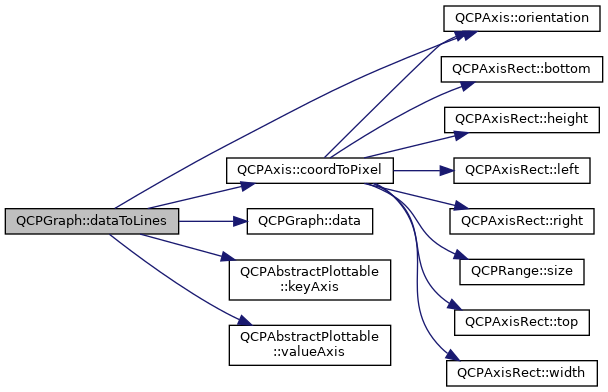 QCPGraph::dataToLines
QCPAxis::coordToPixel
QCPGraph::data
QCPAbstractPlottable
::keyAxis
QCPAbstractPlottable
::valueAxis
QCPAxis::orientation
QCPAxisRect::bottom
QCPAxisRect::height
QCPAxisRect::left
QCPAxisRect::right
QCPRange::size
QCPAxisRect::top
QCPAxisRect::width